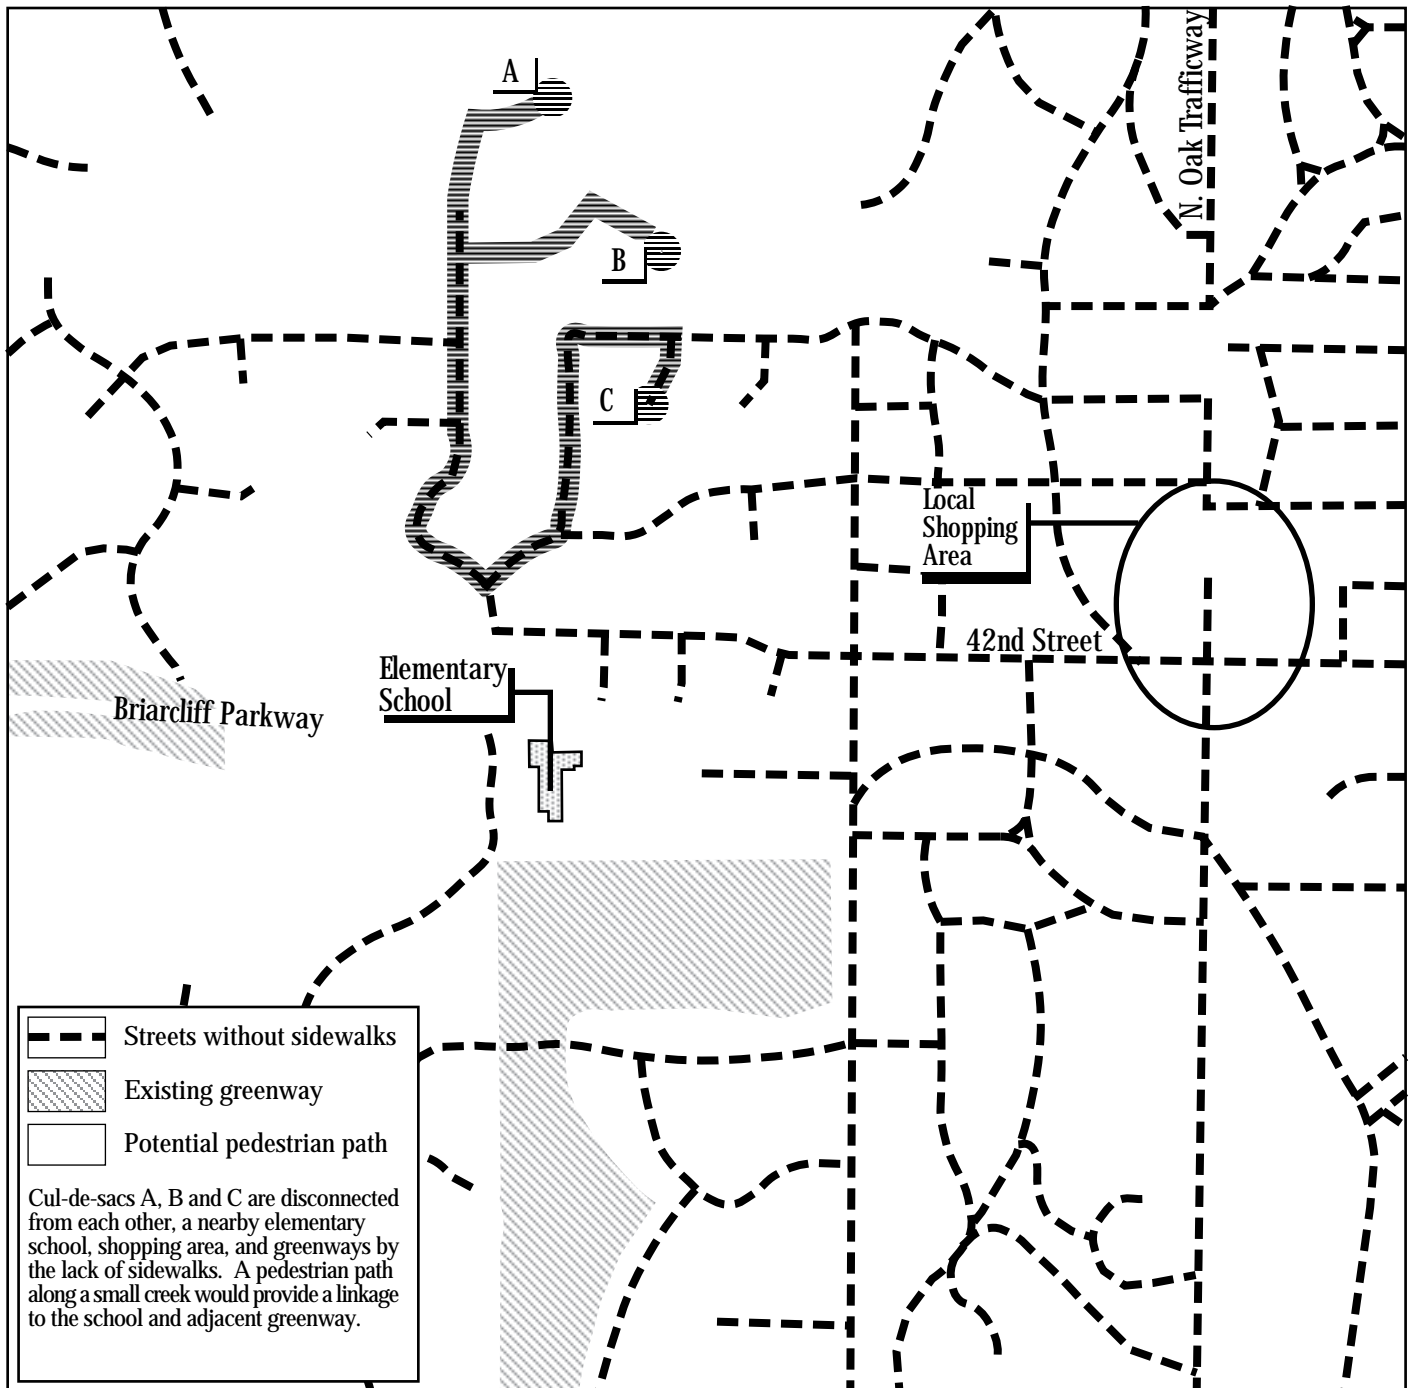 A
N. Oak Trafficway
B
C
Local
Shopping
Area
42nd Street
Elementary
School
Briarcliff Parkway
Streets without sidewalks
Existing greenway
Potential pedestrian path
Cul-de-sacs A, B and C are disconnected
from each other, a nearby elementary
school, shopping area, and greenways by
the lack of sidewalks. A pedestrian path
along a small creek would provide a linkage
to the school and adjacent greenway.